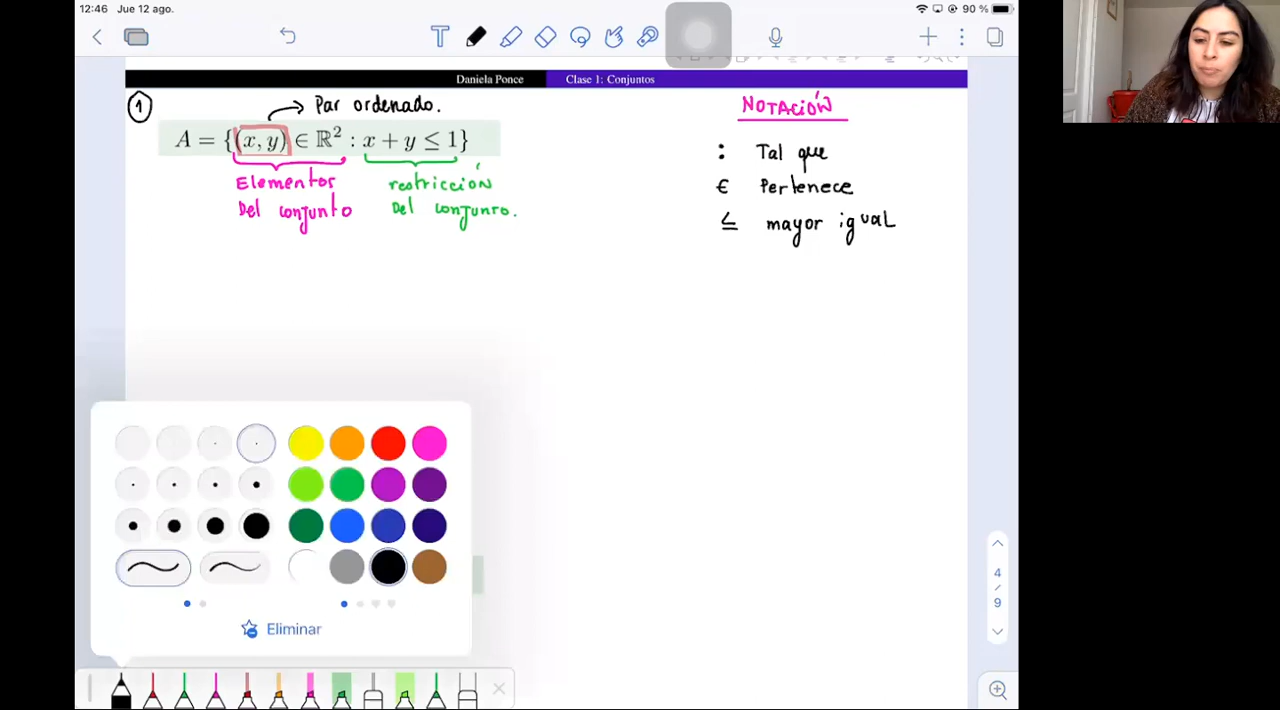 12:46 Jue 12 ago.
90 %
T
Daniela Ponce Clase 1: Conjuntos
1 Par ordenado.
A = {(x, y) ∈ ℝ² : x + y ≤ 1}
Elementos
Del conjunto
restricción
Del conjunto.
NOTACIÓN
: Tal que
∈ Pertenece
≤ mayor igual
4
/
9
Eliminar